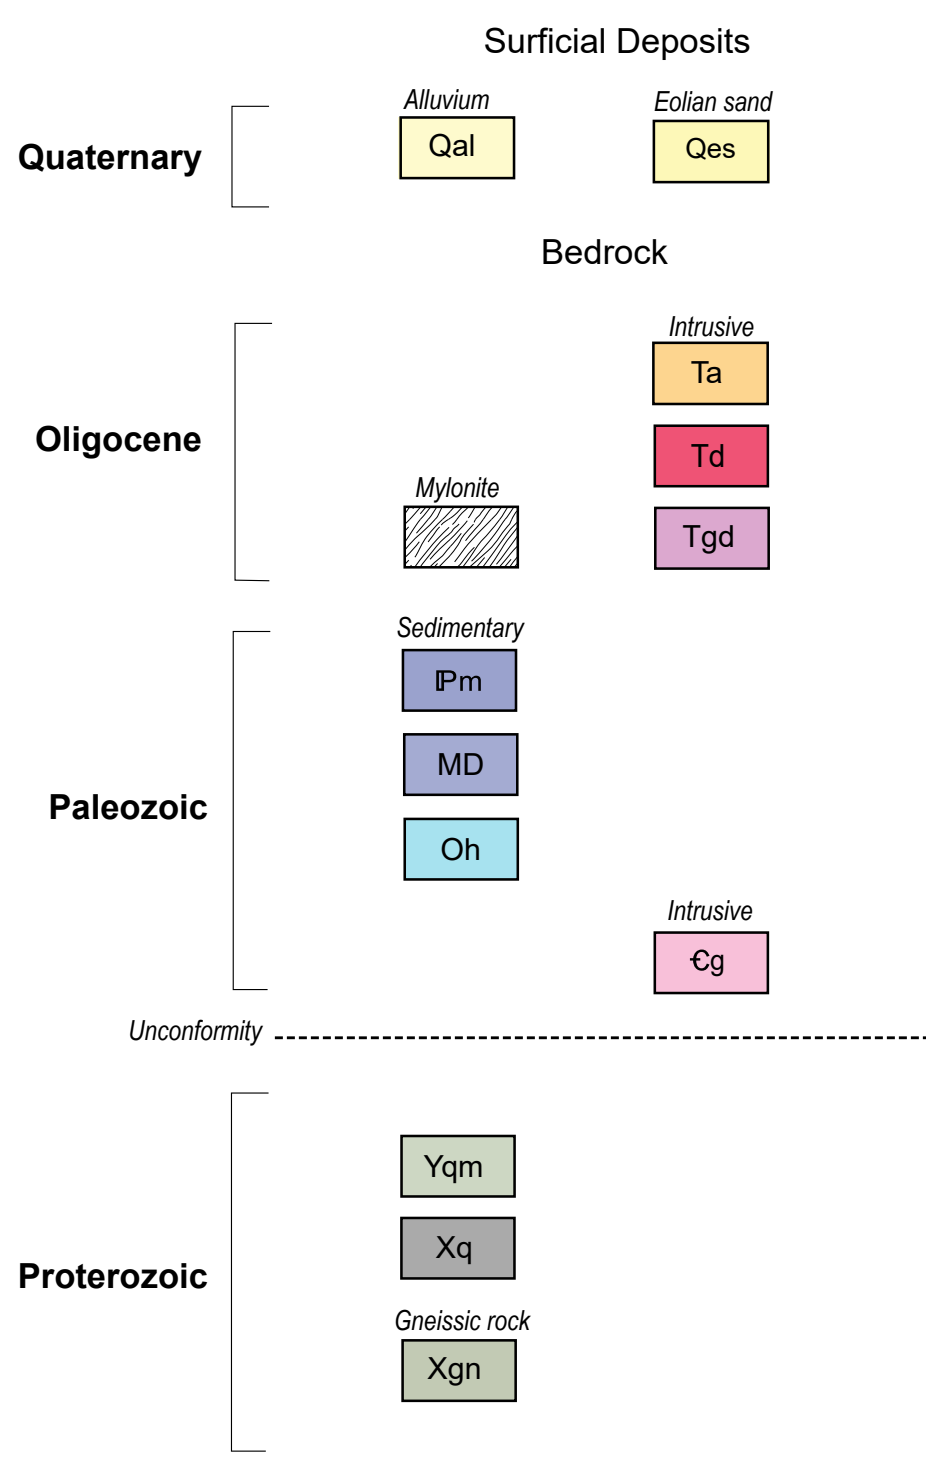 Surficial Deposits
Alluvium
Eolian sand
Quaternary
Qal
Qes
Bedrock
Intrusive
Ta
Oligocene
Td
Mylonite
Tgd
Sedimentary
ℙm
MD
Paleozoic
Oh
Intrusive
€g
Unconformity
Yqm
Xq
Proterozoic
Gneissic rock
Xgn